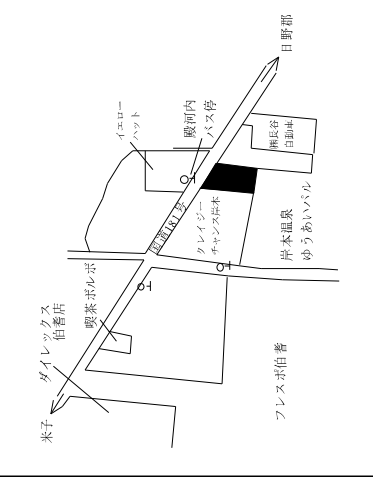 日野郡
イエロー
ハット
殿河内
バス停
㈱長谷
自動車
国道181号
クレイジー
チャンス岸本
岸本温泉
ゆうあいパル
喫茶ボルボ
ダイレックス
伯耆店
米子
フレスポ伯耆